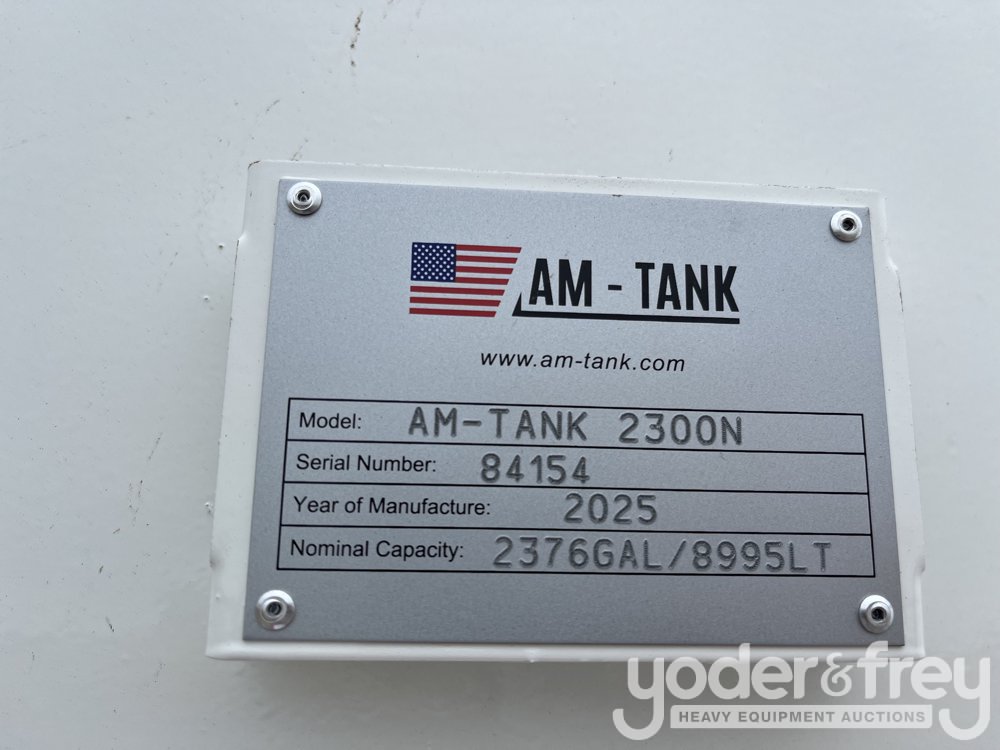 AM - TANK
www.am-tank.com
Model: AM-TANK 2300N
Serial Number: 84154
Year of Manufacture: 2025
Nominal Capacity: 2376GAL/8995LT
yoder&frey
HEAVY EQUIPMENT AUCTIONS